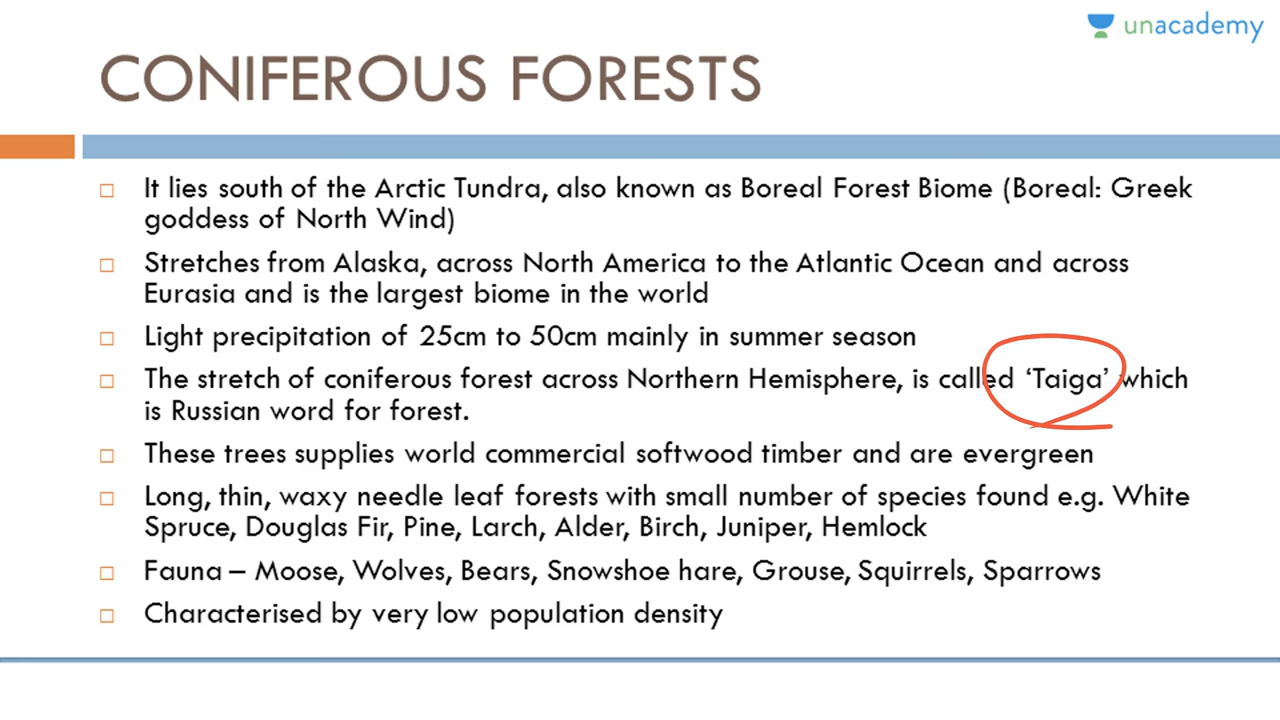 unacademy
CONIFEROUS FORESTS
It lies south of the Arctic Tundra, also known as Boreal Forest Biome (Boreal: Greek
goddess of North Wind)
Stretches from Alaska, across North America to the Atlantic Ocean and across
Eurasia and is the largest biome in the world
Light precipitation of 25cm to 50cm mainly in summer season
The stretch of coniferous forest across Northern Hemisphere, is called ‘Taiga’ which
is Russian word for forest.
These trees supplies world commercial softwood timber and are evergreen
Long, thin, waxy needle leaf forests with small number of species found e.g. White
Spruce, Douglas Fir, Pine, Larch, Alder, Birch, Juniper, Hemlock
Fauna – Moose, Wolves, Bears, Snowshoe hare, Grouse, Squirrels, Sparrows
Characterised by very low population density